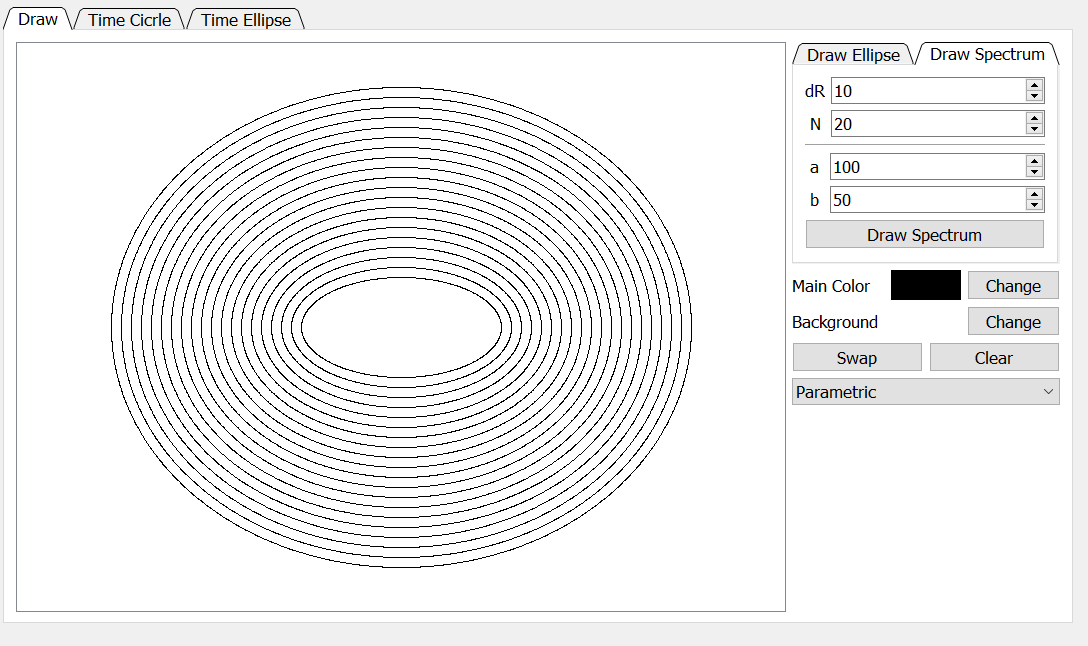 Draw Time Cicrle Time Ellipse
Draw Ellipse Draw Spectrum
dR 10
N 20
a 100
b 50
Draw Spectrum
Main Color Change
Background Change
Swap Clear
Parametric